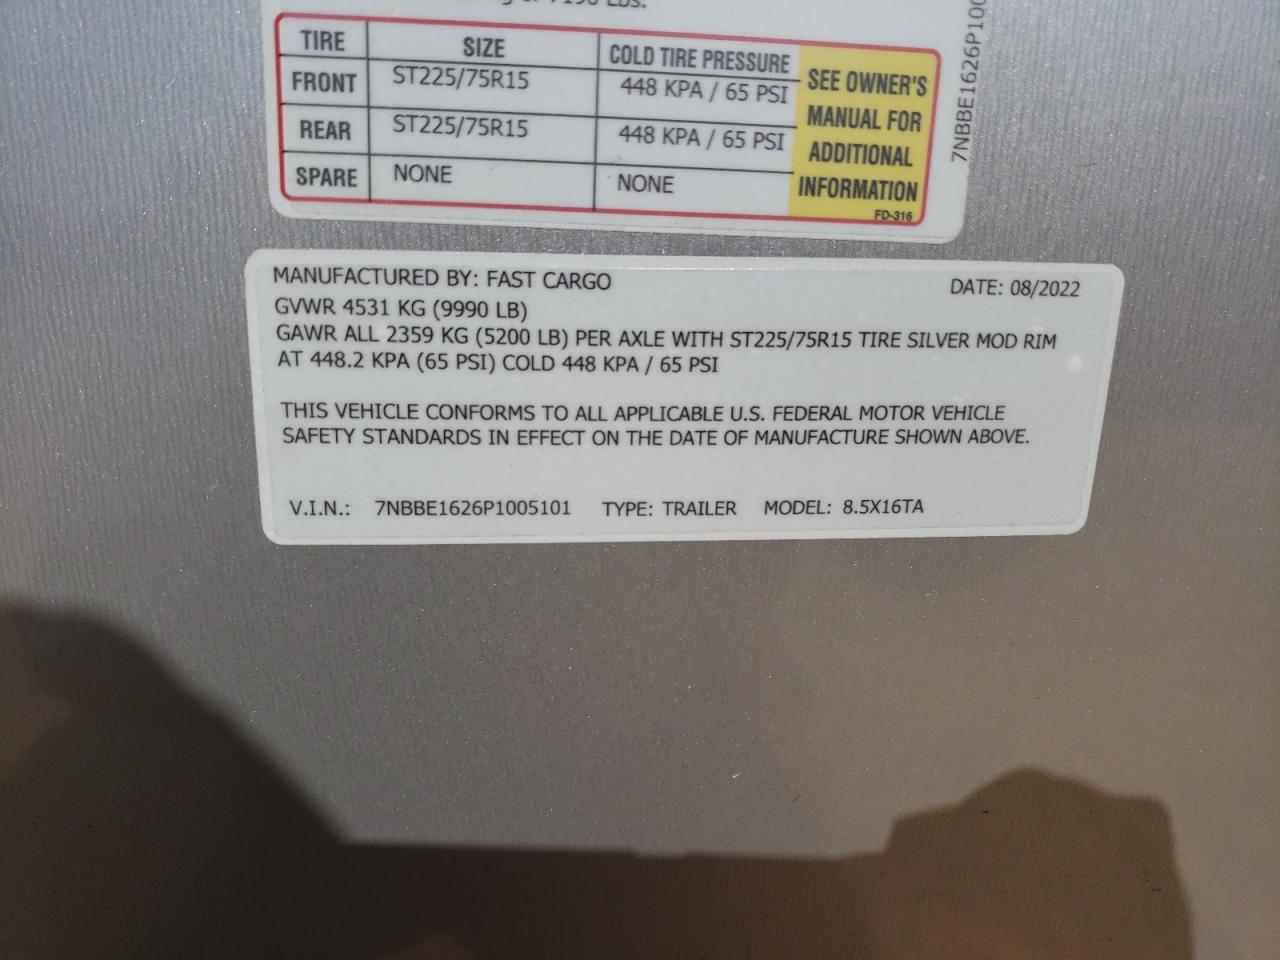 LBS.
TIRE SIZE COLD TIRE PRESSURE
FRONT ST225/75R15 448 KPA / 65 PSI
REAR ST225/75R15 448 KPA / 65 PSI
SPARE NONE NONE
SEE OWNER'S
MANUAL FOR
ADDITIONAL
INFORMATION
FD-316
7NBBE1626P100
MANUFACTURED BY: FAST CARGO DATE: 08/2022
GVWR 4531 KG (9990 LB)
GAWR ALL 2359 KG (5200 LB) PER AXLE WITH ST225/75R15 TIRE SILVER MOD RIM
AT 448.2 KPA (65 PSI) COLD 448 KPA / 65 PSI
THIS VEHICLE CONFORMS TO ALL APPLICABLE U.S. FEDERAL MOTOR VEHICLE
SAFETY STANDARDS IN EFFECT ON THE DATE OF MANUFACTURE SHOWN ABOVE.
V.I.N.: 7NBBE1626P1005101 TYPE: TRAILER MODEL: 8.5X16TA